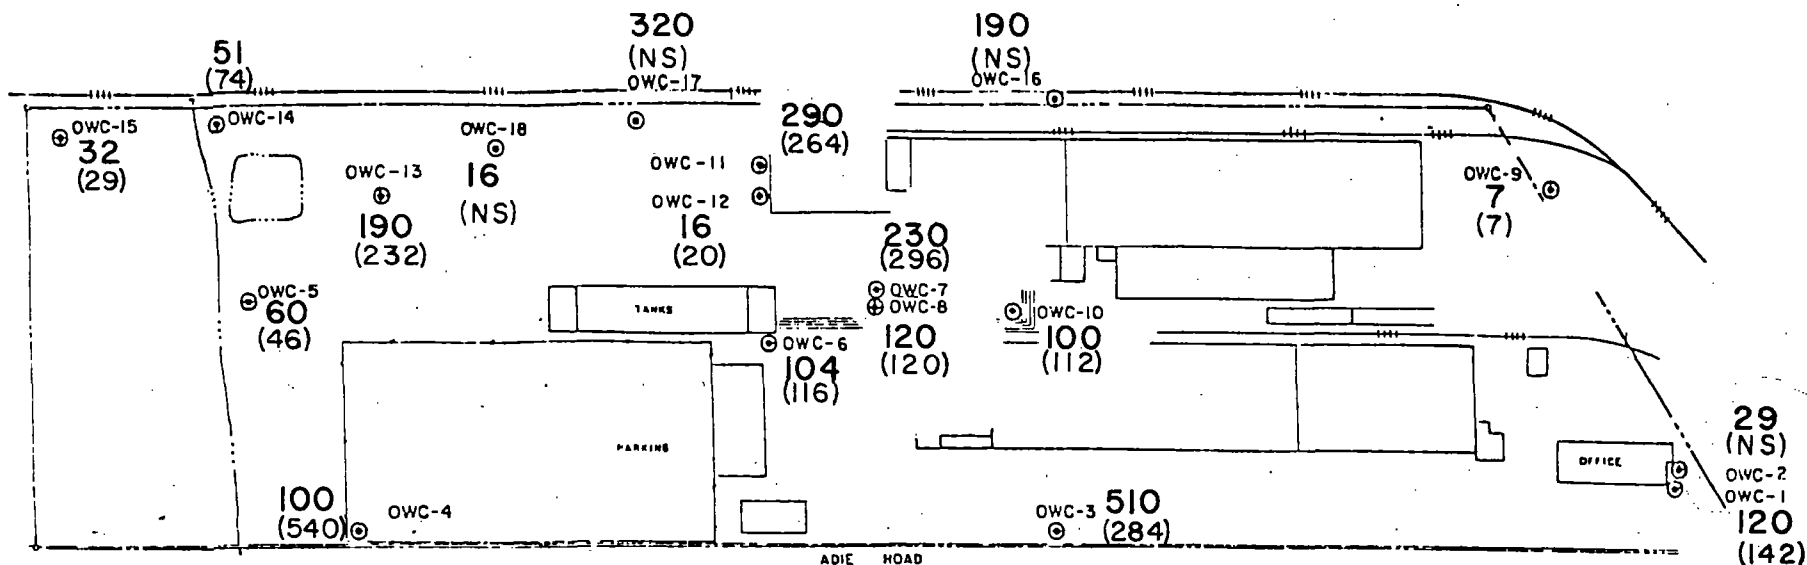 320
(NS)
OWC-17
190
(NS)
OWC-16
51
(74)
OWC-14
OWC-15
32
(29)
OWC-18
16
(NS)
OWC-13
190
(232)
290
(264)
OWC-11
OWC-12
16
(20)
OWC-9
7
(7)
230
(296)
OWC-7
OWC-8
120
(120)
OWC-5
60
(46)
TANKS
OWC-6
104
(116)
OWC-10
100
(112)
PARKING
29
(NS)
OWC-2
OWC-1
120
(142)
OFFICE
100
(540)
OWC-4
OWC-3
510
(284)
ADIE ROAD